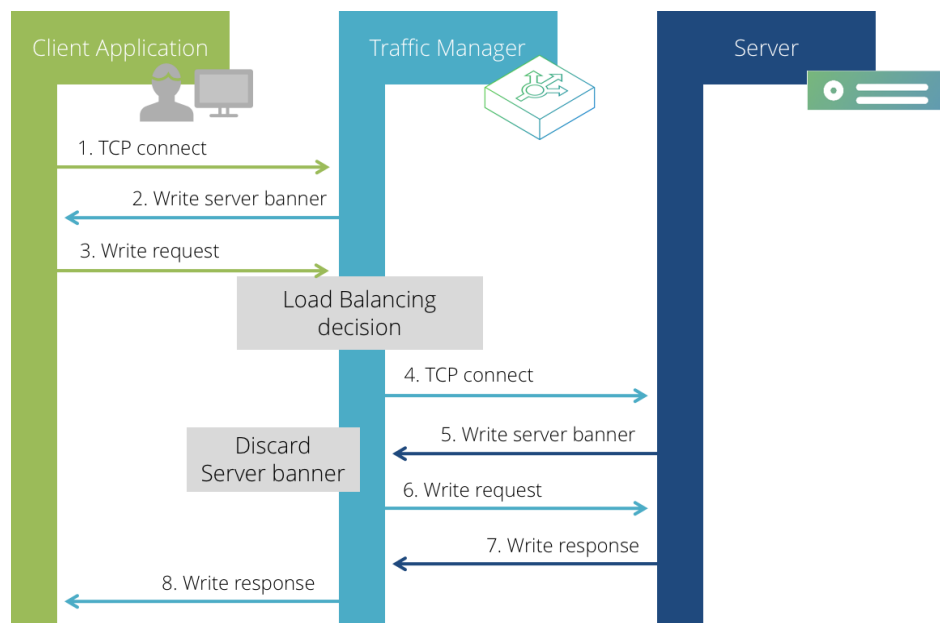 Client Application
Traffic Manager
Server
1. TCP connect
2. Write server banner
3. Write request
Load Balancing
decision
4. TCP connect
5. Write server banner
Discard
Server banner
6. Write request
7. Write response
8. Write response